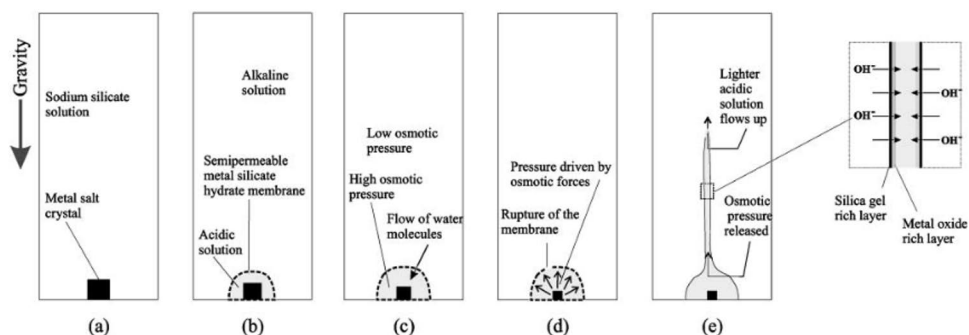 Gravity
Sodium silicate
solution
Metal salt
crystal
(a)
Alkaline
solution
Semipermeable
metal silicate
hydrate membrane
Acidic
solution
(b)
Low osmotic
pressure
High osmotic
pressure
Flow of water
molecules
(c)
Pressure driven by
osmotic forces
Rupture of the
membrane
(d)
Lighter
acidic
solution
flows up
Osmotic
pressure
released
(e)
OH⁻
OH⁺
OH⁻
OH⁺
Silica gel
rich layer
Metal oxide
rich layer